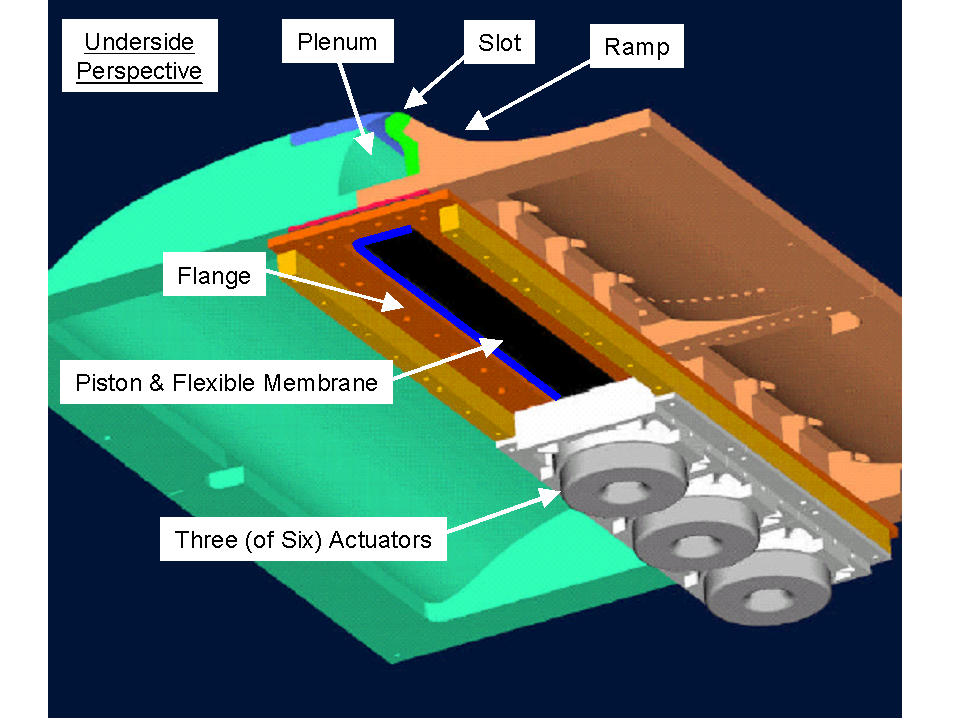 Underside
Perspective
Plenum
Slot
Ramp
Flange
Piston & Flexible Membrane
Three (of Six) Actuators